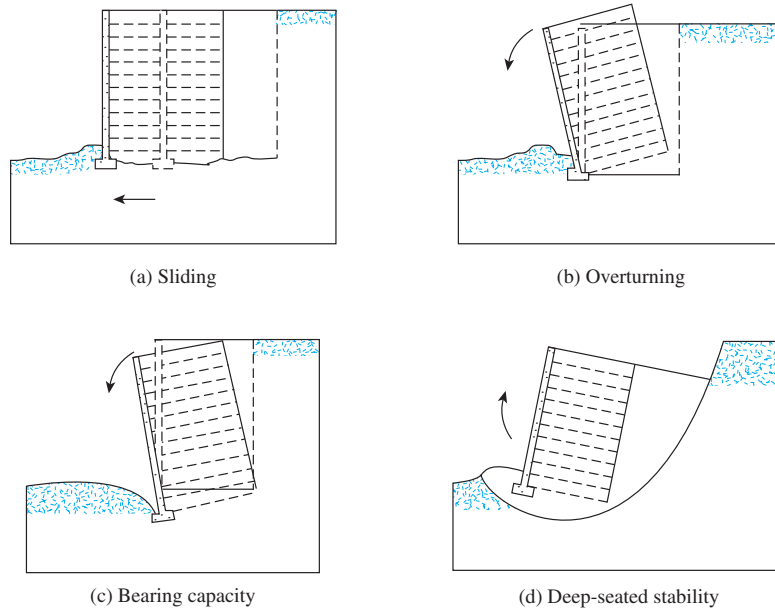 (a) Sliding
(b) Overturning
(c) Bearing capacity
(d) Deep-seated stability